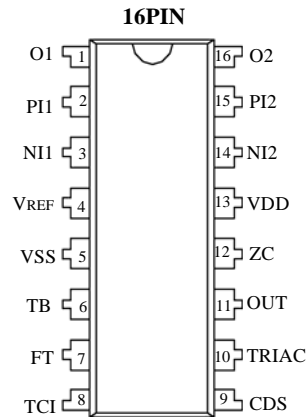 16PIN
O1 1 16 O2
PI1 2 15 PI2
NI1 3 14 NI2
VREF 4 13 VDD
VSS 5 12 ZC
TB 6 11 OUT
FT 7 10 TRIAC
TCI 8 9 CDS